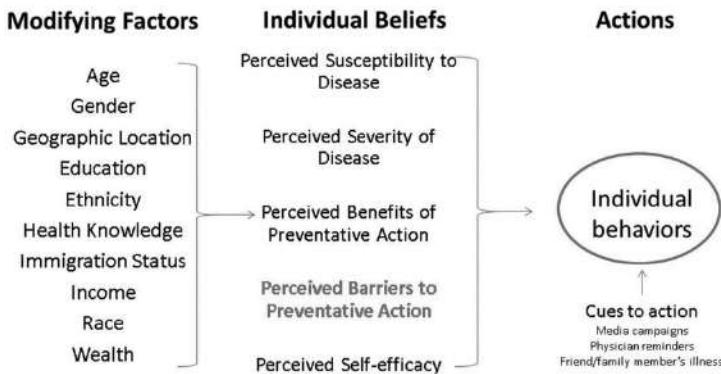 Modifying Factors
Age
Gender
Geographic Location
Education
Ethnicity
Health Knowledge
Immigration Status
Income
Race
Wealth
Individual Beliefs
Perceived Susceptibility to
Disease
Perceived Severity of
Disease
Perceived Benefits of
Preventative Action
Perceived Barriers to
Preventative Action
Perceived Self-efficacy
Actions
Individual
behaviors
Cues to action
Media campaigns
Physician reminders
Friend/family member's illness